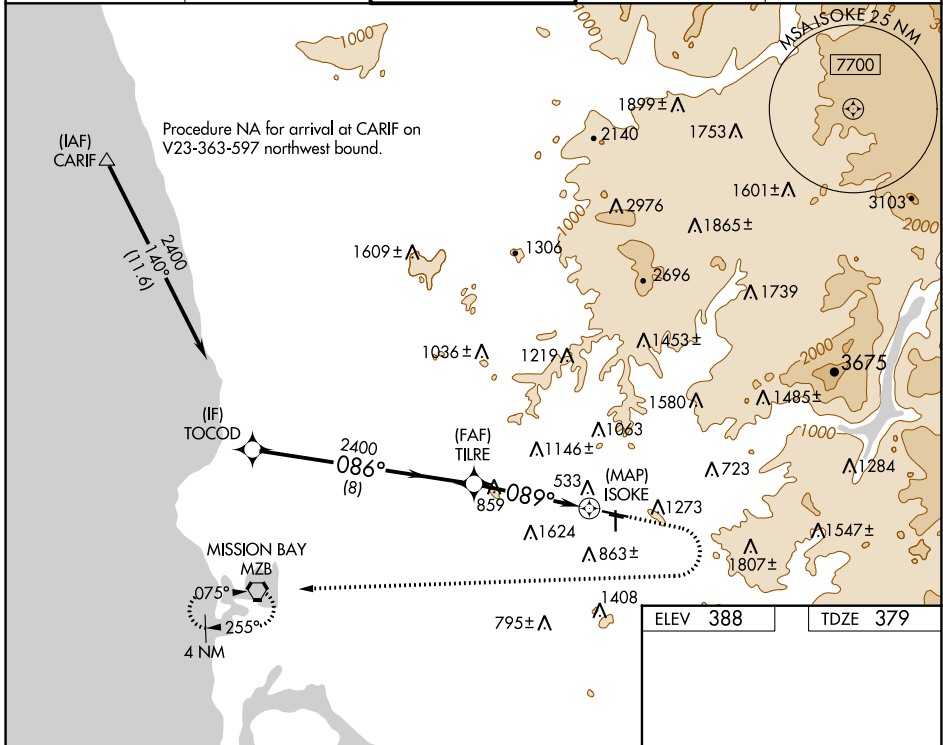 MSA ISOKE 25 NM
7700
1000
1899±
2140
1753
(IAF)
CARIF
Procedure NA for arrival at CARIF on
V23-363-597 northwest bound.
1601±
3103
2976
1000
1865±
2000
2400
140°
(11.6)
1609±
1306
2696
1739
1036±
1219
1453±
2000
3675
1580
1485±
(IF)
TOCOD
2400
086°
(8)
(FAF)
TILRE
1063
1146±
1000
723
1284
859
089°
533
(MAP)
ISOKE
1273
1624
863±
1547±
1807±
MISSION BAY
MZB
075°
255°
4 NM
1408
795±
ELEV 388
TDZE 379